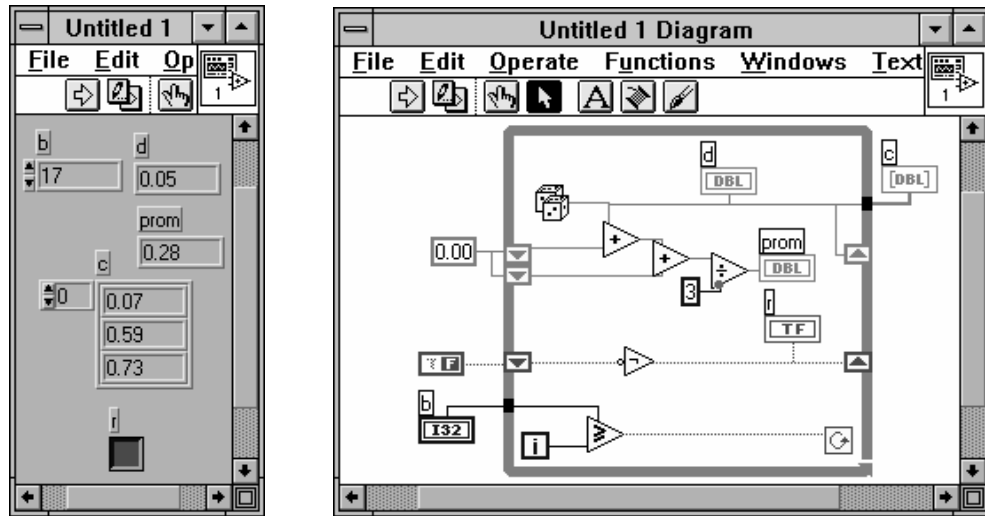 Untitled 1
File Edit Op
1
b
17
d
0.05
prom
0.28
c
0
0.07
0.59
0.73
r
Untitled 1 Diagram
File Edit Operate Functions Windows Text
1
A
d
DBL
c
[DBL]
0.00
+
+
÷
prom
DBL
3
r
TF
F
¬
b
I32
i
≥